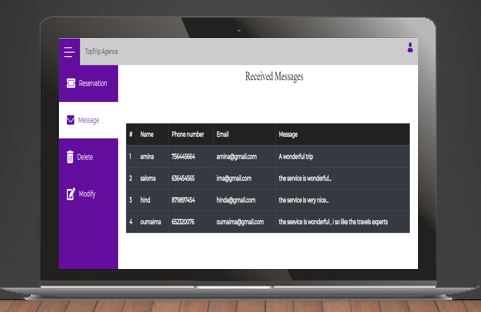 TopTrip Agence
Reservation
Message
Delete
Modify
Received Messages
# Name Phone number Email Message
1 amina 756445664 amina@gmail.com A wonderful trip
2 saloma 636454565 ima@gmail.com the service is wonderful..
3 hind 879897454 hinda@gmail.com the service is very nice...
4 oumaima 652320076 oumaima@gmail.com the seevice is wonderful , i so like the travels experts